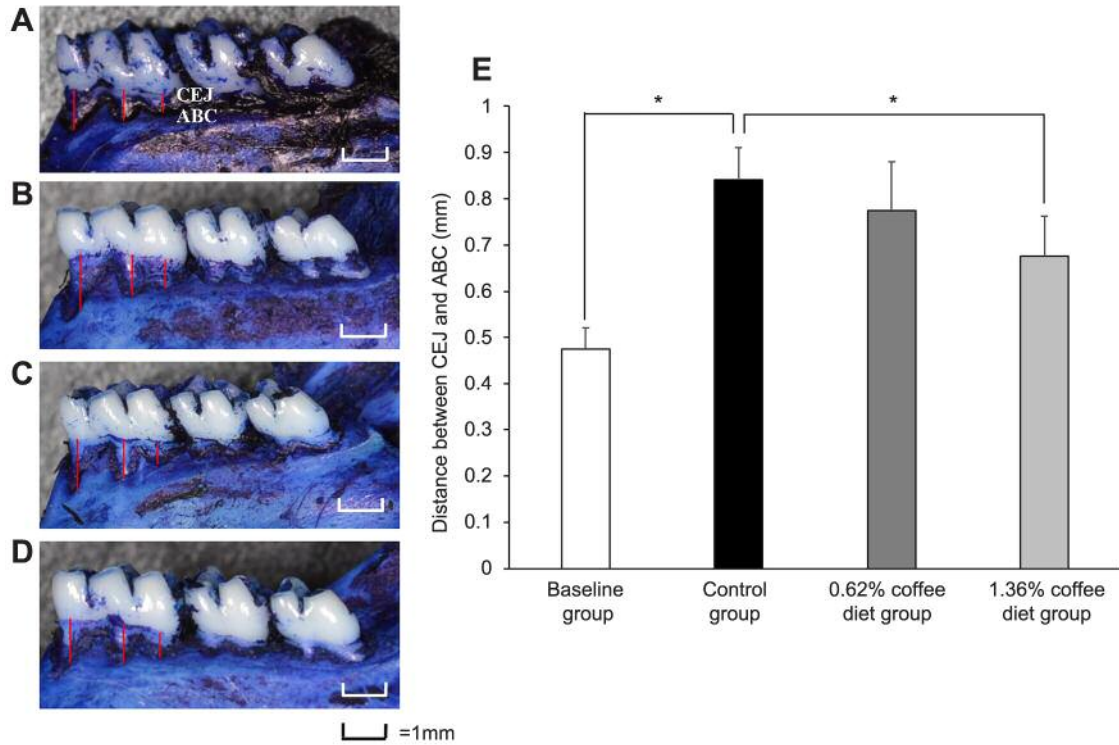 A
CEJ
ABC
B
C
D
=1mm
E
*
*
Distance between CEJ and ABC (mm)
1
0.9
0.8
0.7
0.6
0.5
0.4
0.3
0.2
0.1
0
Baseline
group
Control
group
0.62% coffee
diet group
1.36% coffee
diet group